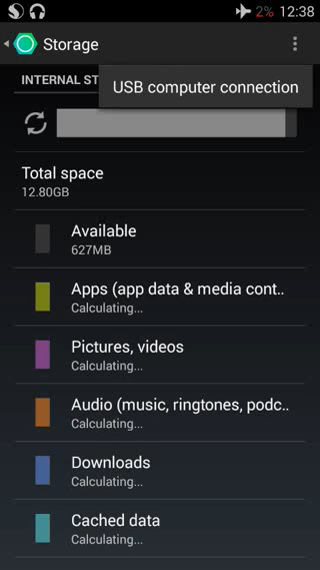 2% 12:38
Storage
USB computer connection
INTERNAL ST
Total space
12.80GB
Available
627MB
Apps (app data & media cont..
Calculating...
Pictures, videos
Calculating...
Audio (music, ringtones, podc..
Calculating...
Downloads
Calculating...
Cached data
Calculating...